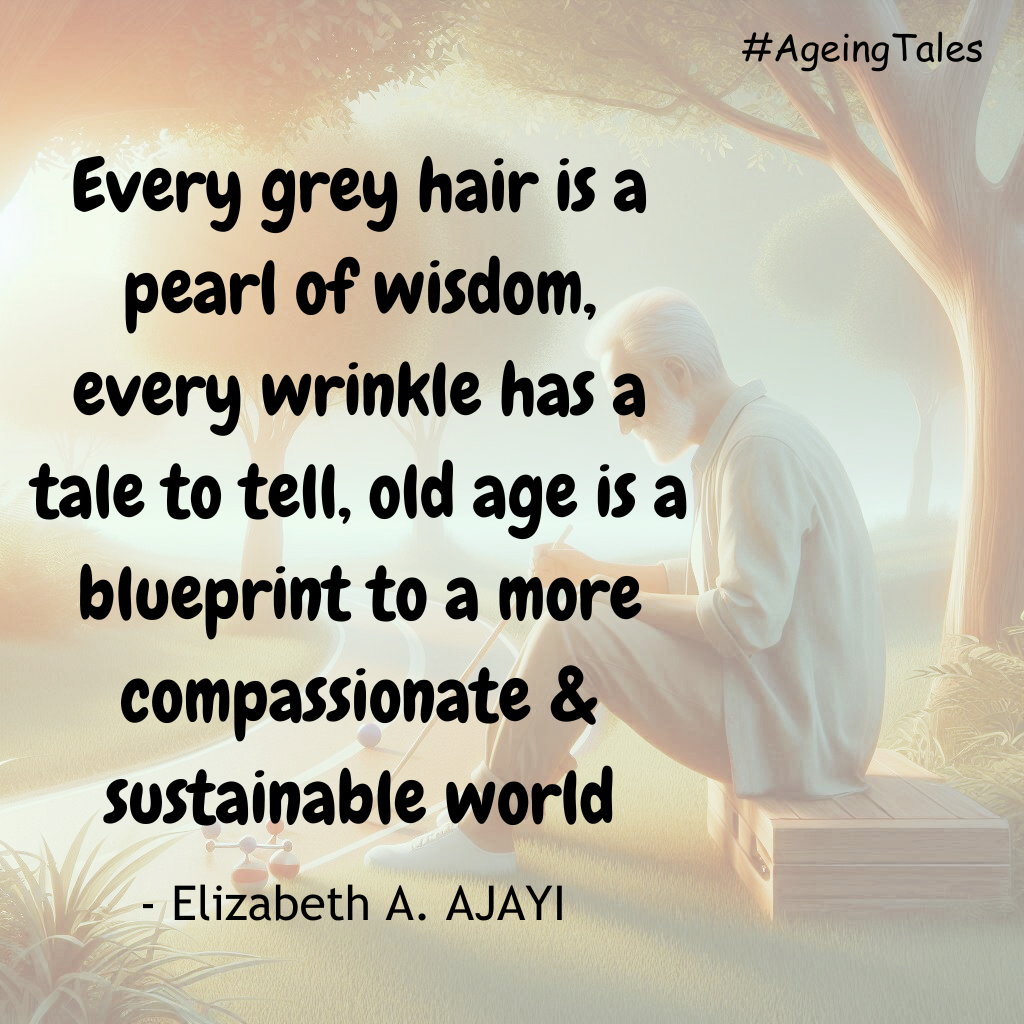 #AgeingTales
Every grey hair is a
pearl of wisdom,
every wrinkle has a
tale to tell, old age is a
blueprint to a more
compassionate &
sustainable world
- Elizabeth A. AJAYI